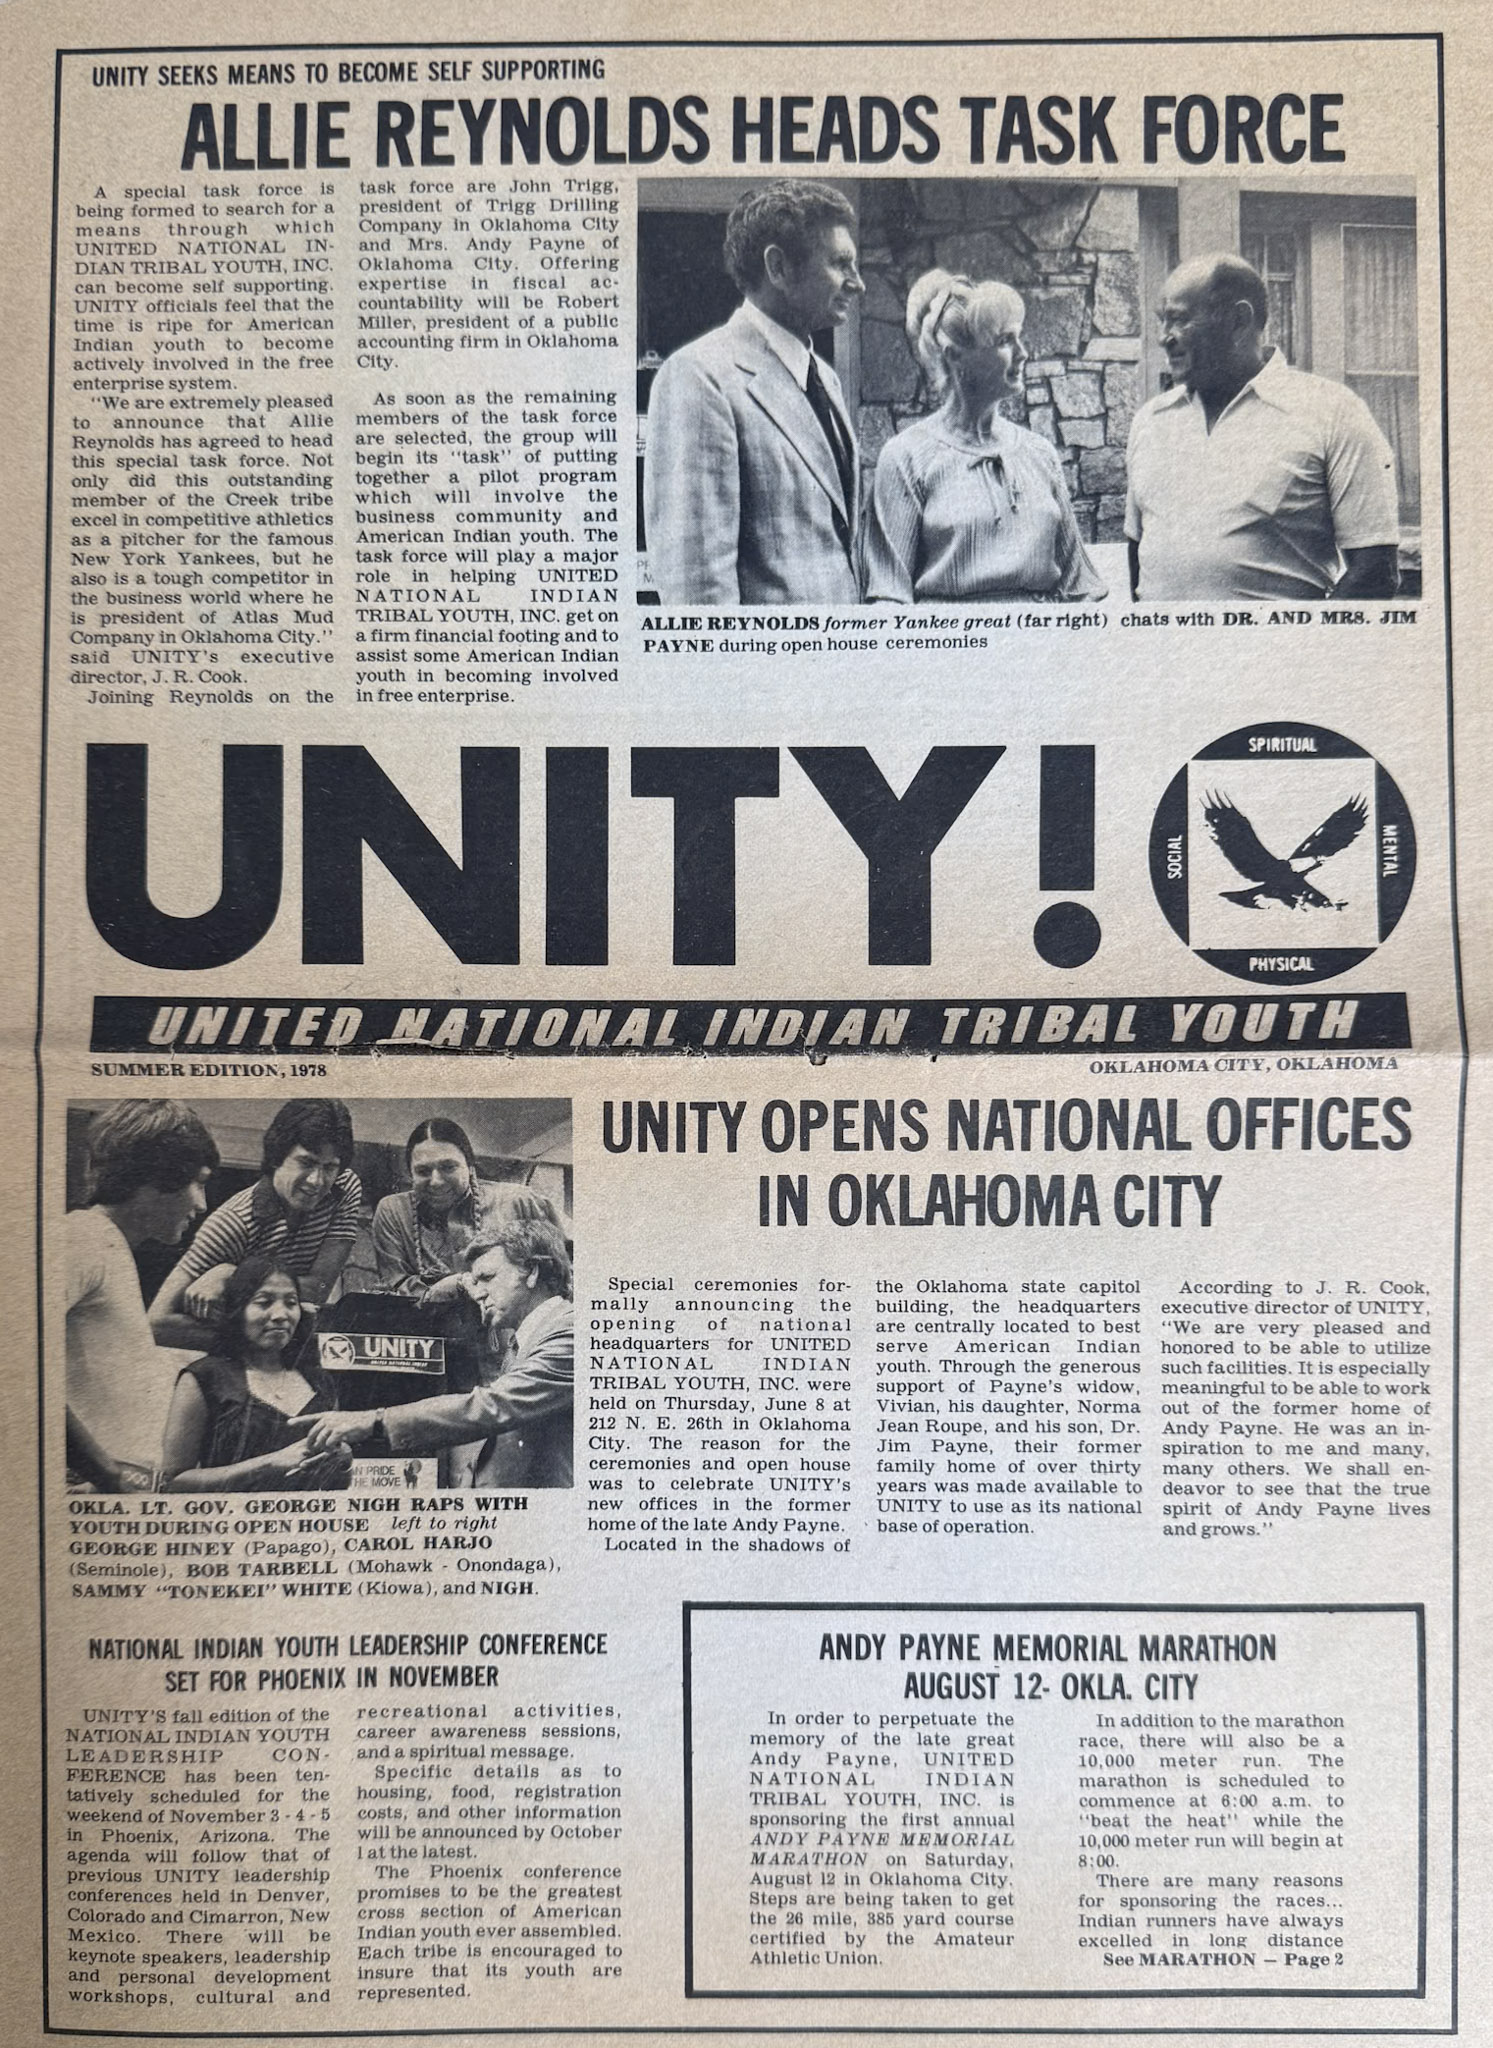 UNITY SEEKS MEANS TO BECOME SELF SUPPORTING
ALLIE REYNOLDS HEADS TASK FORCE
A special task force is
being formed to search for a
means through which
UNITED NATIONAL IN-
DIAN TRIBAL YOUTH, INC.
can become self supporting.
UNITY officials feel that the
time is ripe for American
Indian youth to become
actively involved in the free
enterprise system.
"We are extremely pleased
to announce that Allie
Reynolds has agreed to head
this special task force. Not
only did this outstanding
member of the Creek tribe
excel in competitive athletics
as a pitcher for the famous
New York Yankees, but he
also is a tough competitor in
the business world where he
is president of Atlas Mud
Company in Oklahoma City."
said UNITY'S executive
director, J. R. Cook.
Joining Reynolds on the
task force are John Trigg,
president of Trigg Drilling
Company in Oklahoma City
and Mrs. Andy Payne of
Oklahoma City. Offering
expertise in fiscal ac-
countability will be Robert
Miller, president of a public
accounting firm in Oklahoma
City.
As soon as the remaining
members of the task force
are selected, the group will
begin its "task" of putting
together a pilot program
which will involve the
business community and
American Indian youth. The
task force will play a major
role in helping UNITED
NATIONAL INDIAN
TRIBAL YOUTH, INC. get on
a firm financial footing and to
assist some American Indian
youth in becoming involved
in free enterprise.
ALLIE REYNOLDS former Yankee great (far right) chats with DR. AND MRS. JIM
PAYNE during open house ceremonies
UNITY!
SPIRITUAL
SOCIAL
MENTAL
PHYSICAL
UNITED NATIONAL INDIAN TRIBAL YOUTH
SUMMER EDITION, 1978
OKLAHOMA CITY, OKLAHOMA
UNITY
N PRIDE
HE MOVE
OKLA. LT. GOV. GEORGE NIGH RAPS WITH
YOUTH DURING OPEN HOUSE left to right
GEORGE HINEY (Papago), CAROL HARJO
(Seminole), BOB TARBELL (Mohawk - Onondaga),
SAMMY "TONEKEI" WHITE (Kiowa), and NIGH.
UNITY OPENS NATIONAL OFFICES
IN OKLAHOMA CITY
Special ceremonies for-
mally announcing the
opening of national
headquarters for UNITED
NATIONAL INDIAN
TRIBAL YOUTH, INC. were
held on Thursday, June 8 at
212 N. E. 26th in Oklahoma
City. The reason for the
ceremonies and open house
was to celebrate UNITY'S
new offices in the former
home of the late Andy Payne.
Located in the shadows of
the Oklahoma state capitol
building, the headquarters
are centrally located to best
serve American Indian
youth. Through the generous
support of Payne's widow,
Vivian, his daughter, Norma
Jean Roupe, and his son, Dr.
Jim Payne, their former
family home of over thirty
years was made available to
UNITY to use as its national
base of operation.
According to J. R. Cook,
executive director of UNITY,
"We are very pleased and
honored to be able to utilize
such facilities. It is especially
meaningful to be able to work
out of the former home of
Andy Payne. He was an in-
spiration to me and many,
many others. We shall en-
deavor to see that the true
spirit of Andy Payne lives
and grows."
NATIONAL INDIAN YOUTH LEADERSHIP CONFERENCE
SET FOR PHOENIX IN NOVEMBER
UNITY'S fall edition of the
NATIONAL INDIAN YOUTH
LEADERSHIP CON-
FERENCE has been ten-
tatively scheduled for the
weekend of November 3 - 4 - 5
in Phoenix, Arizona. The
agenda will follow that of
previous UNITY leadership
conferences held in Denver,
Colorado and Cimarron, New
Mexico. There will be
keynote speakers, leadership
and personal development
workshops, cultural and
recreational activities,
career awareness sessions,
and a spiritual message.
Specific details as to
housing, food, registration
costs, and other information
will be announced by October
1 at the latest.
The Phoenix conference
promises to be the greatest
cross section of American
Indian youth ever assembled.
Each tribe is encouraged to
insure that its youth are
represented.
ANDY PAYNE MEMORIAL MARATHON
AUGUST 12- OKLA. CITY
In order to perpetuate the
memory of the late great
Andy Payne, UNITED
NATIONAL INDIAN
TRIBAL YOUTH, INC. is
sponsoring the first annual
ANDY PAYNE MEMORIAL
MARATHON on Saturday,
August 12 in Oklahoma City.
Steps are being taken to get
the 26 mile, 385 yard course
certified by the Amateur
Athletic Union.
In addition to the marathon
race, there will also be a
10,000 meter run. The
marathon is scheduled to
commence at 6:00 a.m. to
"beat the heat" while the
10,000 meter run will begin at
8:00.
There are many reasons
for sponsoring the races...
Indian runners have always
excelled in long distance
See MARATHON — Page 2